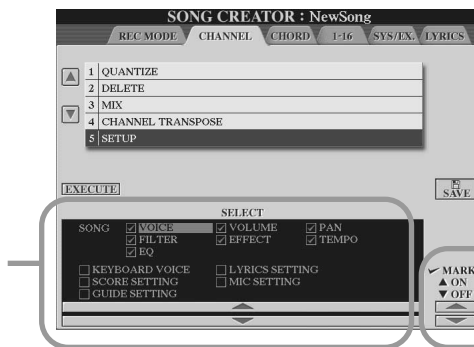 SONG CREATOR : NewSong
REC MODE CHANNEL CHORD 1-16 SYS/EX. LYRICS
1 QUANTIZE
2 DELETE
3 MIX
4 CHANNEL TRANSPOSE
5 SETUP
EXECUTE
SAVE
SELECT
SONG VOICE VOLUME PAN
FILTER EFFECT TEMPO
EQ
KEYBOARD VOICE LYRICS SETTING
SCORE SETTING MIC SETTING
GUIDE SETTING
MARK
▲ ON
▼ OFF